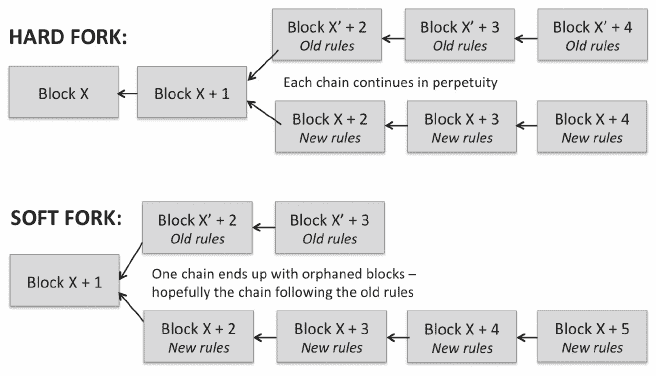 HARD FORK:
Block X' + 2
Old rules
Block X' + 3
Old rules
Block X' + 4
Old rules
Block X
Block X + 1
Each chain continues in perpetuity
Block X + 2
New rules
Block X + 3
New rules
Block X + 4
New rules
SOFT FORK:
Block X' + 2
Old rules
Block X' + 3
Old rules
Block X + 1
One chain ends up with orphaned blocks –
hopefully the chain following the old rules
Block X + 2
New rules
Block X + 3
New rules
Block X + 4
New rules
Block X + 5
New rules